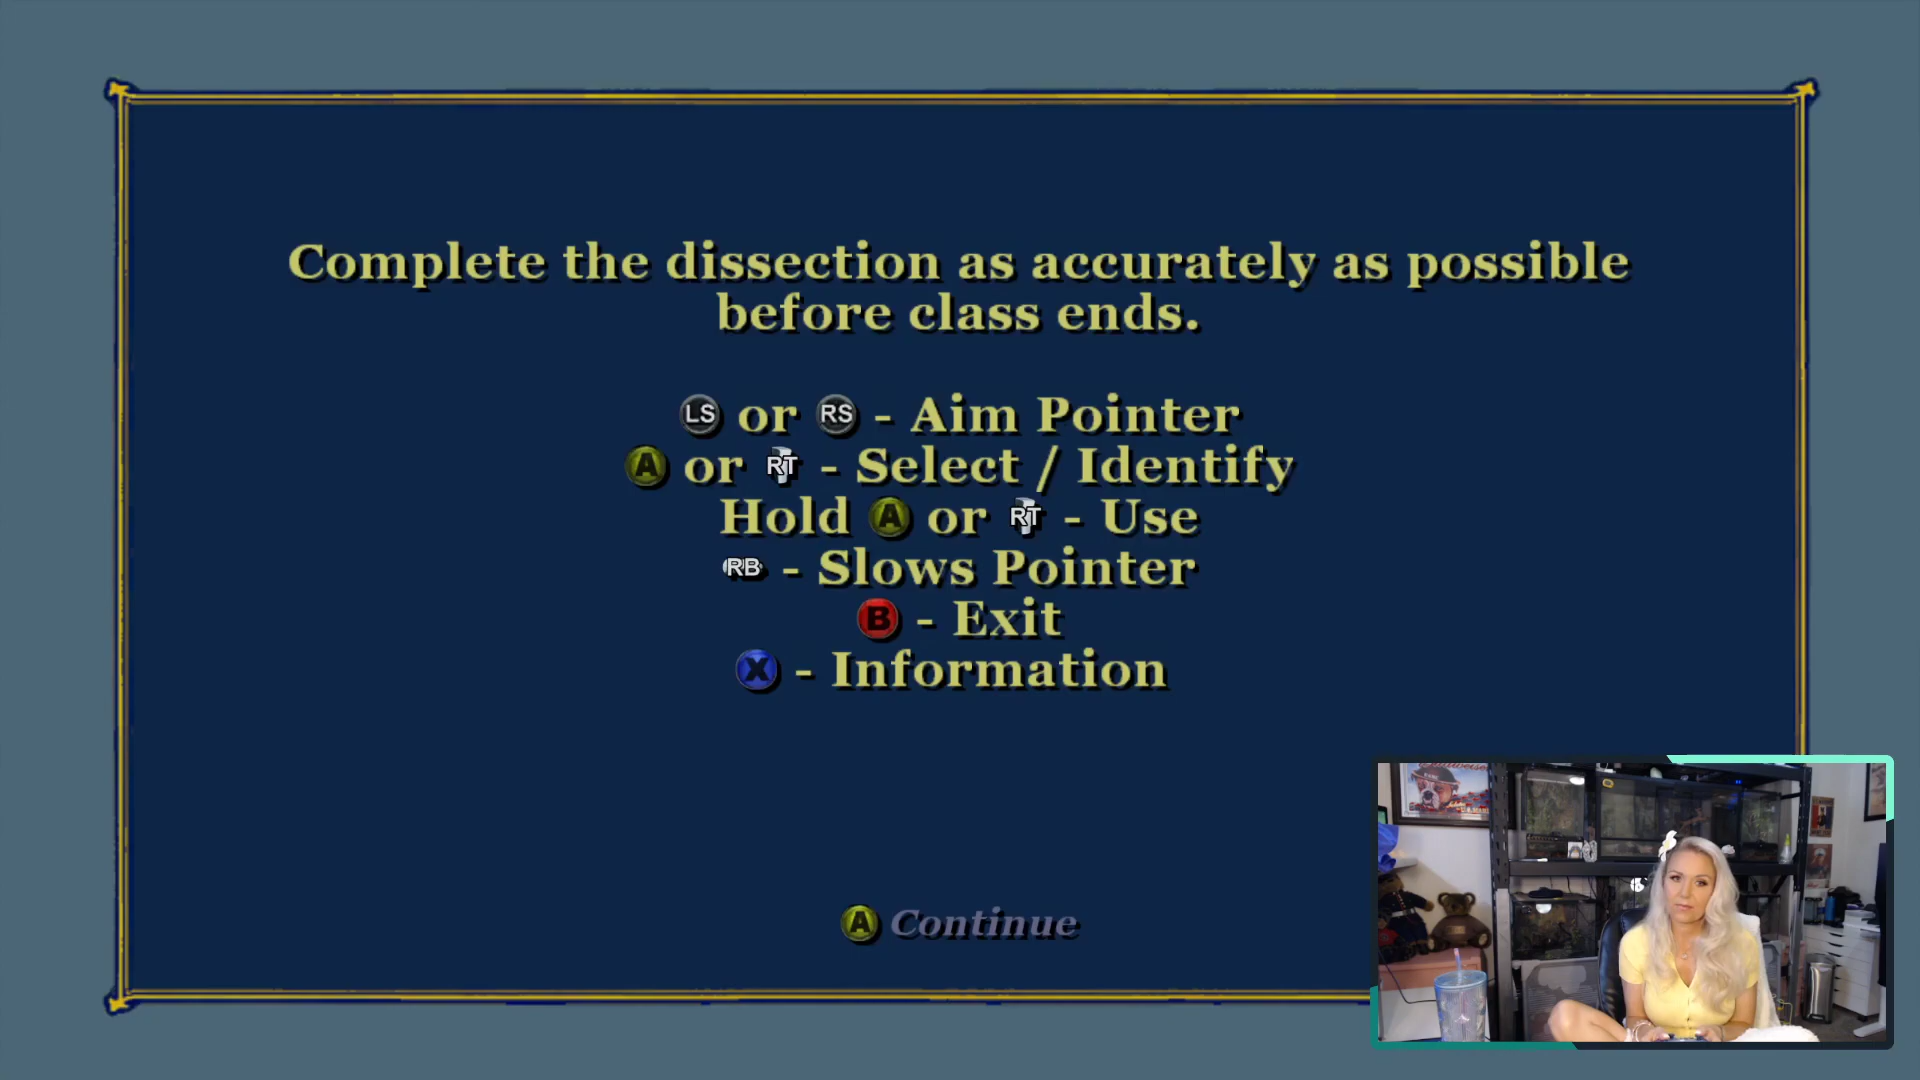 Complete the dissection as accurately as possible
before class ends.
LS or RS - Aim Pointer
A or RT - Select / Identify
Hold A or RT - Use
RB - Slows Pointer
B - Exit
X - Information
A Continue